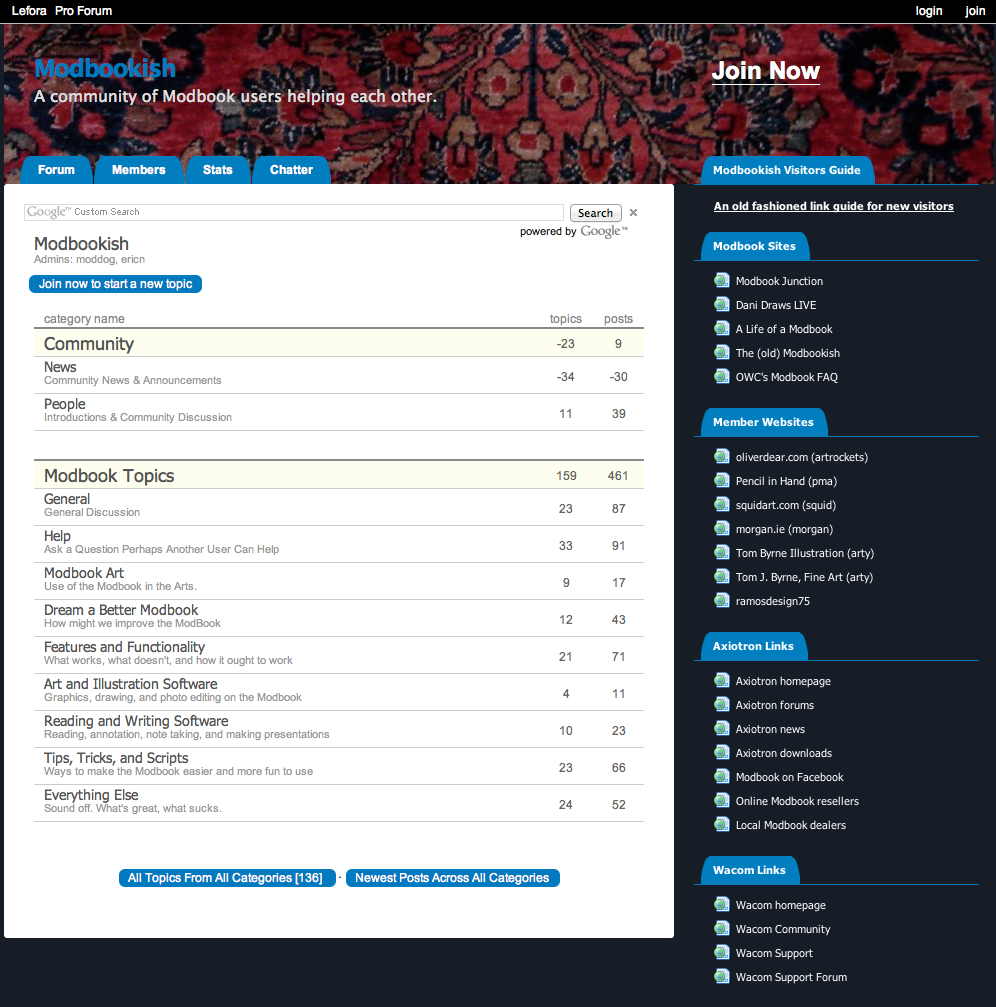 Lefora Pro Forum
login join
Modbookish
A community of Modbook users helping each other.
Join Now
Forum Members Stats Chatter
Google™ Custom Search
Search ×
powered by Google™
Modbookish
Admins: moddog, ericn
Join now to start a new topic
category name topics posts
Community -23 9
News -34 -30
Community News & Announcements
People 11 39
Introductions & Community Discussion
Modbook Topics 159 461
General 23 87
General Discussion
Help 33 91
Ask a Question Perhaps Another User Can Help
Modbook Art 9 17
Use of the Modbook in the Arts.
Dream a Better Modbook 12 43
How might we improve the ModBook
Features and Functionality 21 71
What works, what doesn't, and how it ought to work
Art and Illustration Software 4 11
Graphics, drawing, and photo editing on the Modbook
Reading and Writing Software 10 23
Reading, annotation, note taking, and making presentations
Tips, Tricks, and Scripts 23 66
Ways to make the Modbook easier and more fun to use
Everything Else 24 52
Sound off. What's great, what sucks.
All Topics From All Categories [136] · Newest Posts Across All Categories
Modbookish Visitors Guide
An old fashioned link guide for new visitors
Modbook Sites
Modbook Junction
Dani Draws LIVE
A Life of a Modbook
The (old) Modbookish
OWC's Modbook FAQ
Member Websites
oliverdear.com (artrockets)
Pencil in Hand (pma)
squidart.com (squid)
morgan.ie (morgan)
Tom Byrne Illustration (arty)
Tom J. Byrne, Fine Art (arty)
ramosdesign75
Axiotron Links
Axiotron homepage
Axiotron forums
Axiotron news
Axiotron downloads
Modbook on Facebook
Online Modbook resellers
Local Modbook dealers
Wacom Links
Wacom homepage
Wacom Community
Wacom Support
Wacom Support Forum